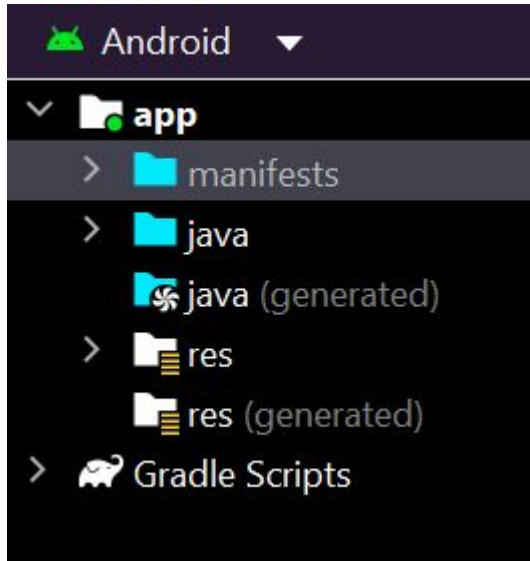 Android
app
manifests
java
java (generated)
res
res (generated)
Gradle Scripts